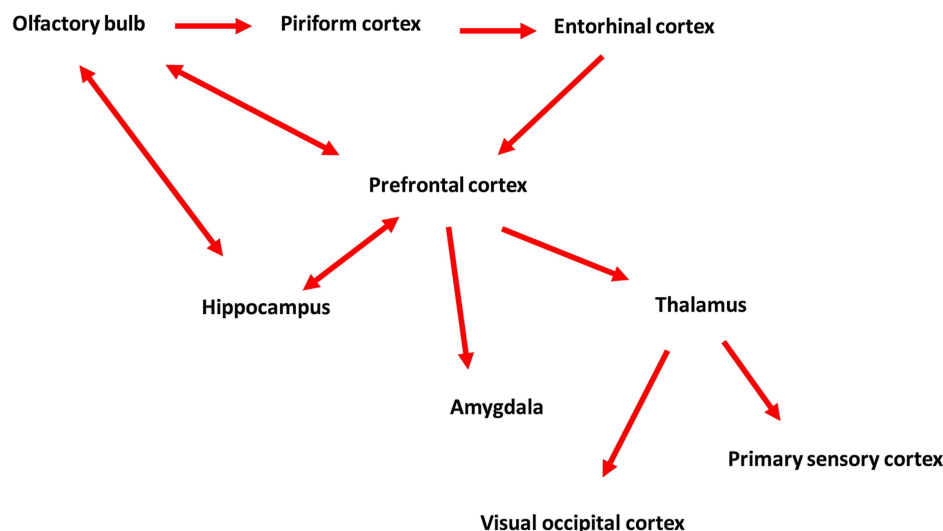 Olfactory bulb
Piriform cortex
Entorhinal cortex
Prefrontal cortex
Hippocampus
Thalamus
Amygdala
Primary sensory cortex
Visual occipital cortex